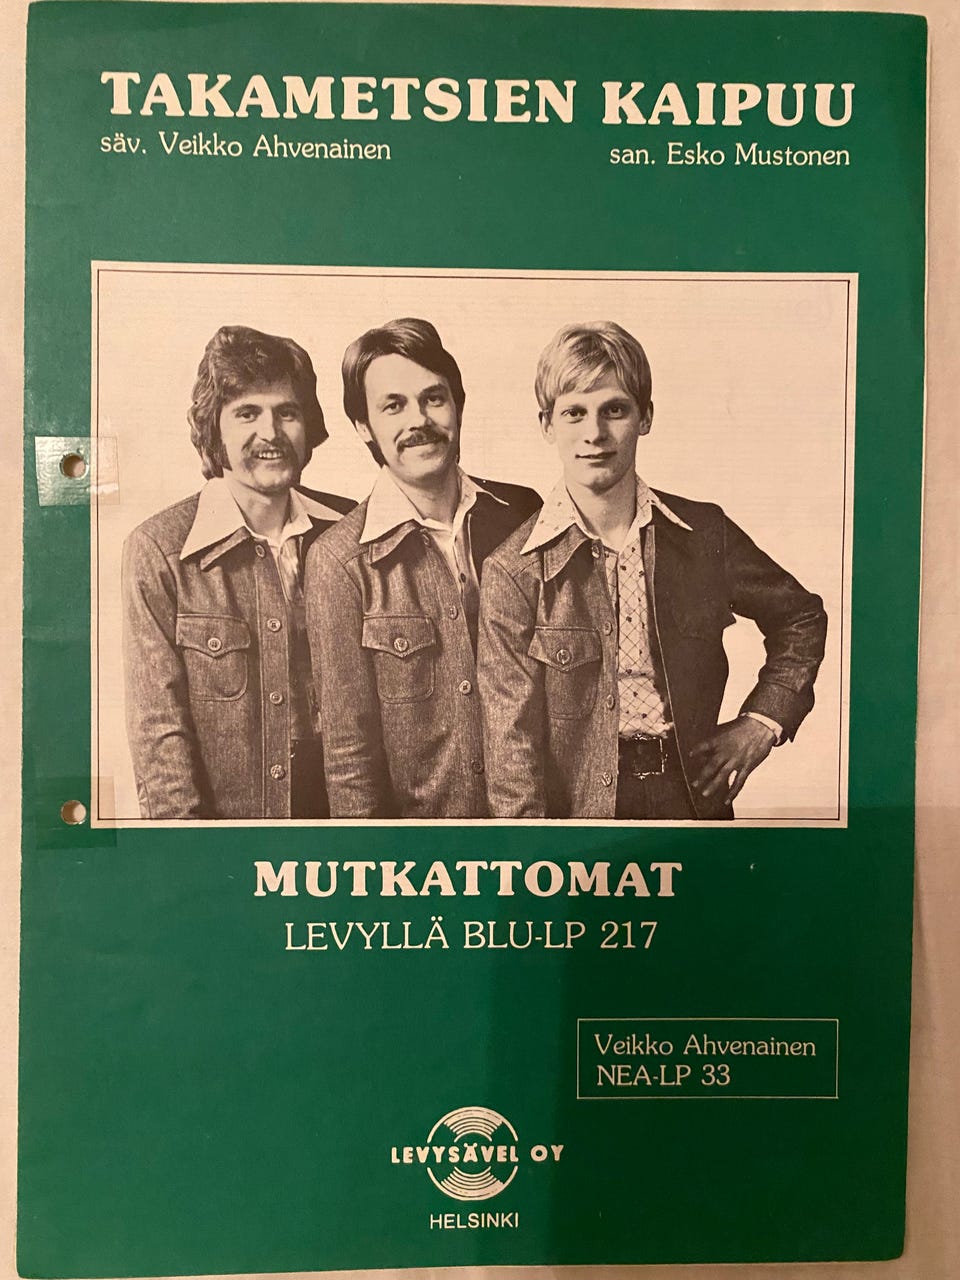 TAKAMETSIEN KAIPUU
säv. Veikko Ahvenainen
san. Esko Mustonen
MUTKATTOMAT
LEVYLLÄ BLU-LP 217
Veikko Ahvenainen
NEA-LP 33
LEVYSÄVEL OY
HELSINKI